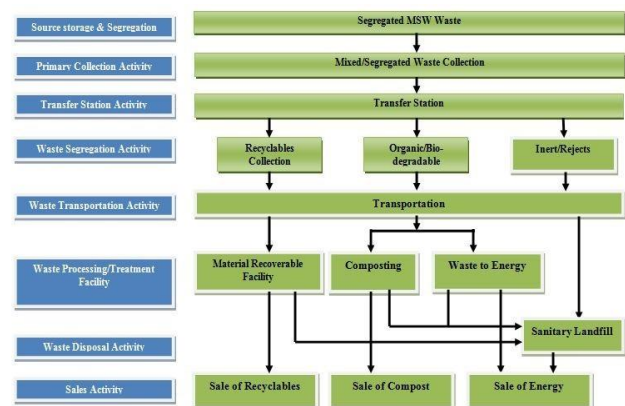 Source storage & Segregation
Segregated MSW Waste
Primary Collection Activity
Mixed/Segregated Waste Collection
Transfer Station Activity
Transfer Station
Waste Segregation Activity
Recyclables
Collection
Organic/Bio-
degradable
Inert/Rejects
Waste Transportation Activity
Transportation
Waste Processing/Treatment
Facility
Material Recoverable
Facility
Composting
Waste to Energy
Sanitary Landfill
Waste Disposal Activity
Sales Activity
Sale of Recyclables
Sale of Compost
Sale of Energy